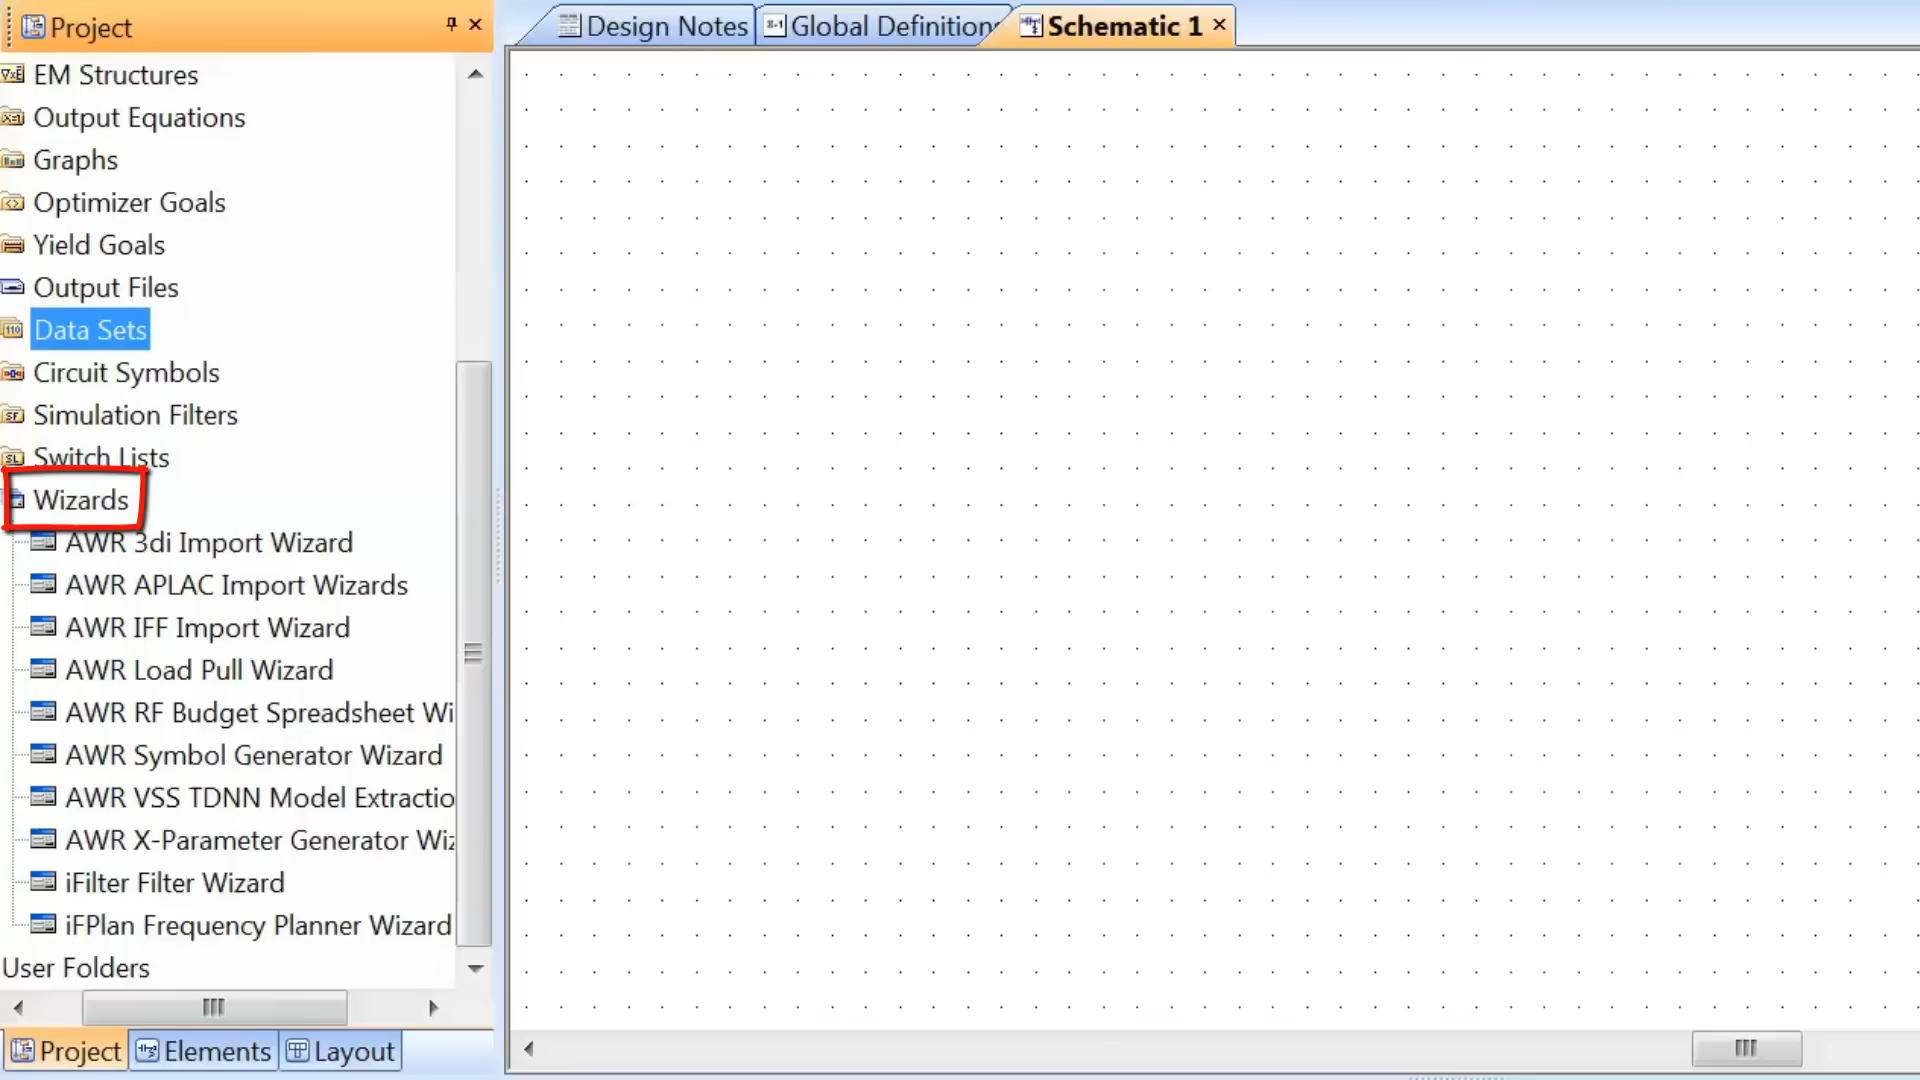 Project
Design Notes
Global Definition
Schematic 1
EM Structures
Output Equations
Graphs
Optimizer Goals
Yield Goals
Output Files
Data Sets
Circuit Symbols
Simulation Filters
Switch Lists
Wizards
AWR 3di Import Wizard
AWR APLAC Import Wizards
AWR IFF Import Wizard
AWR Load Pull Wizard
AWR RF Budget Spreadsheet Wi
AWR Symbol Generator Wizard
AWR VSS TDNN Model Extractio
AWR X-Parameter Generator Wiz
iFilter Filter Wizard
iFPlan Frequency Planner Wizard
User Folders
Project
Elements
Layout